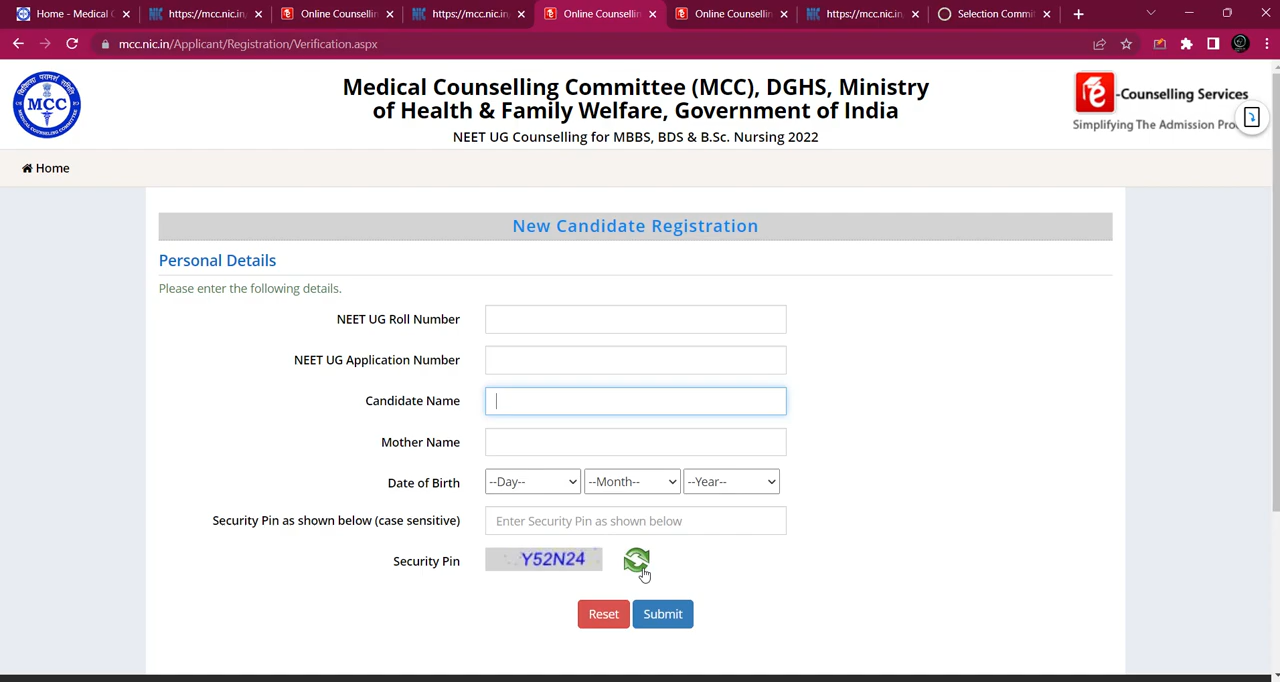 Home - Medical C
https://mcc.nic.in/
Online Counsellin
https://mcc.nic.in
Online Counsellin
Online Counsellin
https://mcc.nic.in/
Selection Commit
mcc.nic.in/Applicant/Registration/Verification.aspx
MCC
Medical Counselling Committee (MCC), DGHS, Ministry
of Health & Family Welfare, Government of India
NEET UG Counselling for MBBS, BDS & B.Sc. Nursing 2022
-Counselling Services
Simplifying The Admission Pro
Home
New Candidate Registration
Personal Details
Please enter the following details.
NEET UG Roll Number
NEET UG Application Number
Candidate Name
Mother Name
Date of Birth --Day-- --Month-- --Year--
Security Pin as shown below (case sensitive) Enter Security Pin as shown below
Security Pin Y52N24
Reset Submit